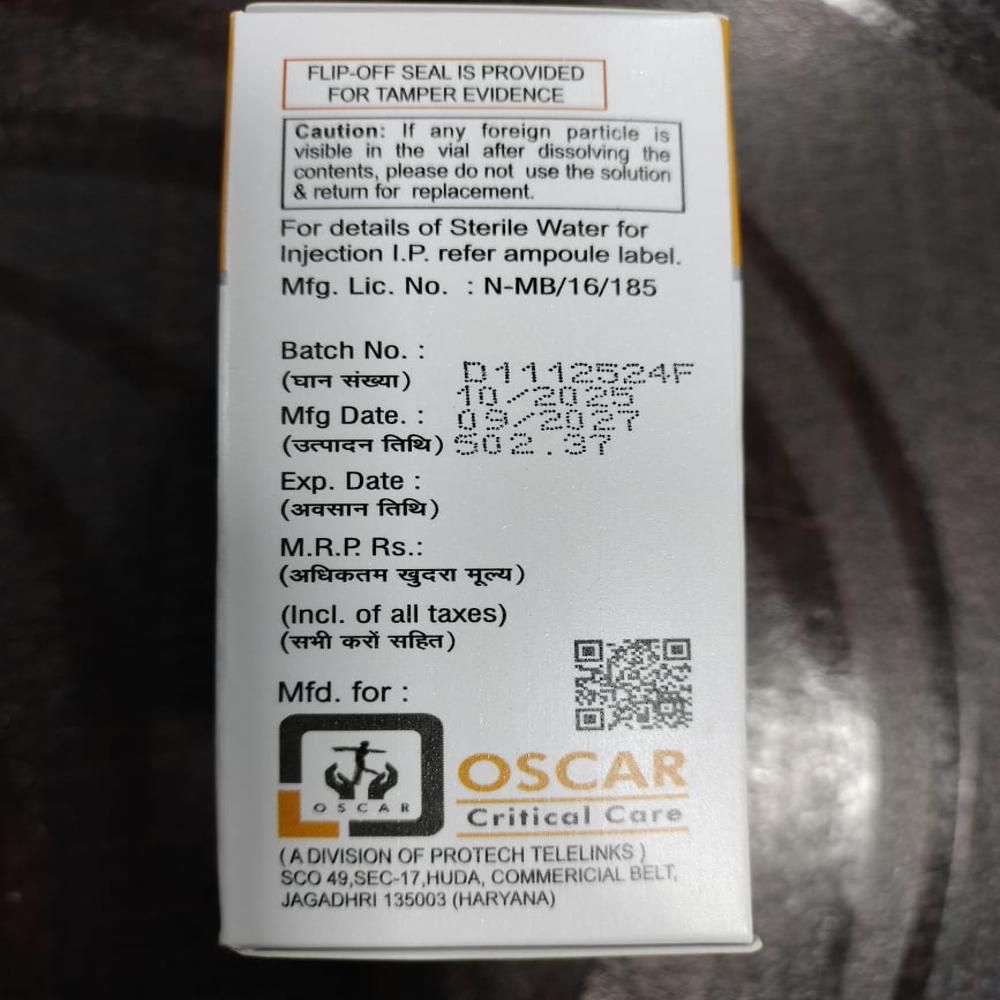 FLIP-OFF SEAL IS PROVIDED
FOR TAMPER EVIDENCE
Caution: If any foreign particle is
visible in the vial after dissolving the
contents, please do not use the solution
& return for replacement.
For details of Sterile Water for
Injection I.P. refer ampoule label.
Mfg. Lic. No. : N-MB/16/185
Batch No. :
(घान संख्या)
D1112524F
10/2025
Mfg Date. :
09/2027
(उत्पादन तिथि)
502.37
Exp. Date :
(अवसान तिथि)
M.R.P. Rs.:
(अधिकतम खुदरा मूल्य)
(Incl. of all taxes)
(सभी करों सहित)
Mfd. for :
OSCAR
OSCAR
Critical Care
( A DIVISION OF PROTECH TELELINKS )
SCO 49,SEC-17,HUDA, COMMERICIAL BELT,
JAGADHRI 135003 (HARYANA)